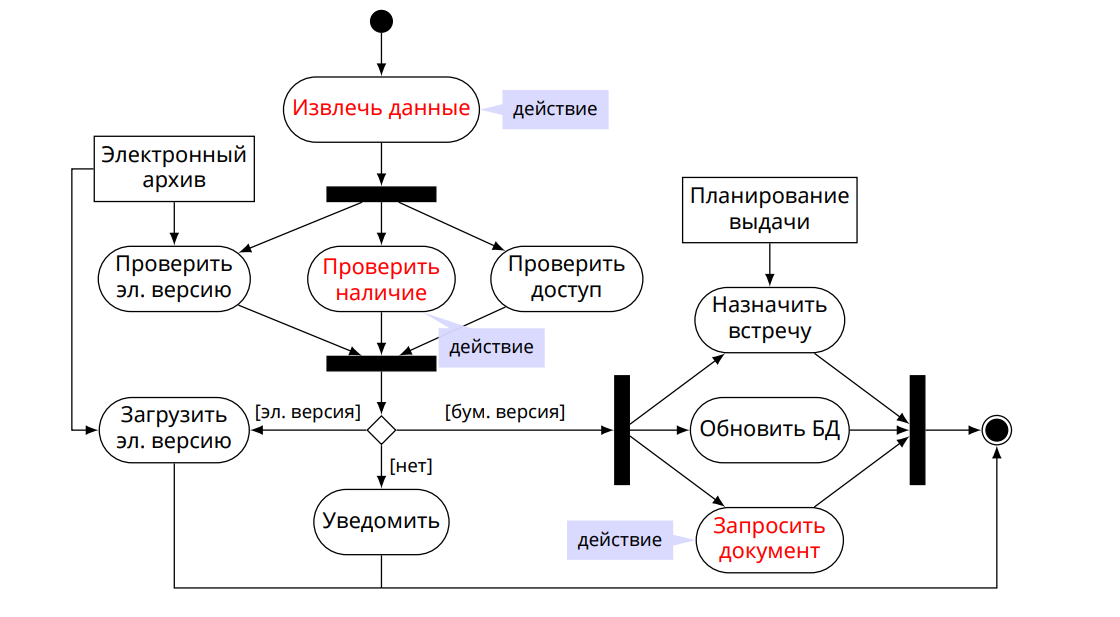 Извлечь данные
действие
Электронный
архив
Планирование
выдачи
Проверить
эл. версию
Проверить
наличие
Проверить
доступ
Назначить
встречу
действие
Загрузить
эл. версию
[эл. версия]
[бум. версия]
Обновить БД
[нет]
Уведомить
действие
Запросить
документ